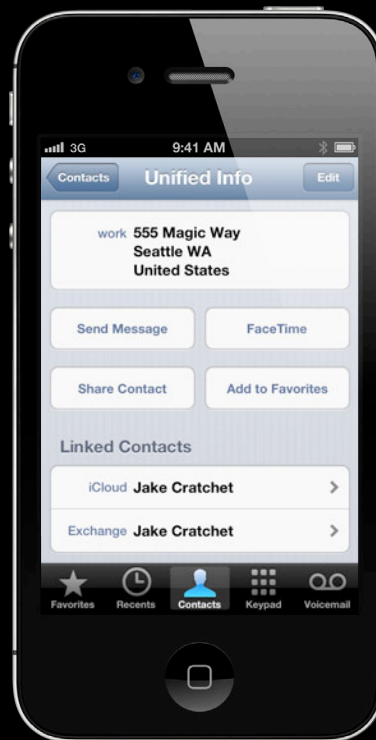 3G 9:41 AM
Contacts Unified Info Edit
work 555 Magic Way
Seattle WA
United States
Send Message FaceTime
Share Contact Add to Favorites
Linked Contacts
iCloud Jake Cratchet
Exchange Jake Cratchet
Favorites Recents Contacts Keypad Voicemail